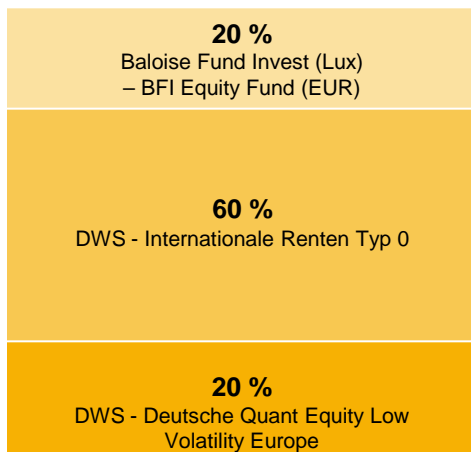 20 %
Baloise Fund Invest (Lux)
– BFI Equity Fund (EUR)
60 %
DWS - Internationale Renten Typ 0
20 %
DWS - Deutsche Quant Equity Low
Volatility Europe